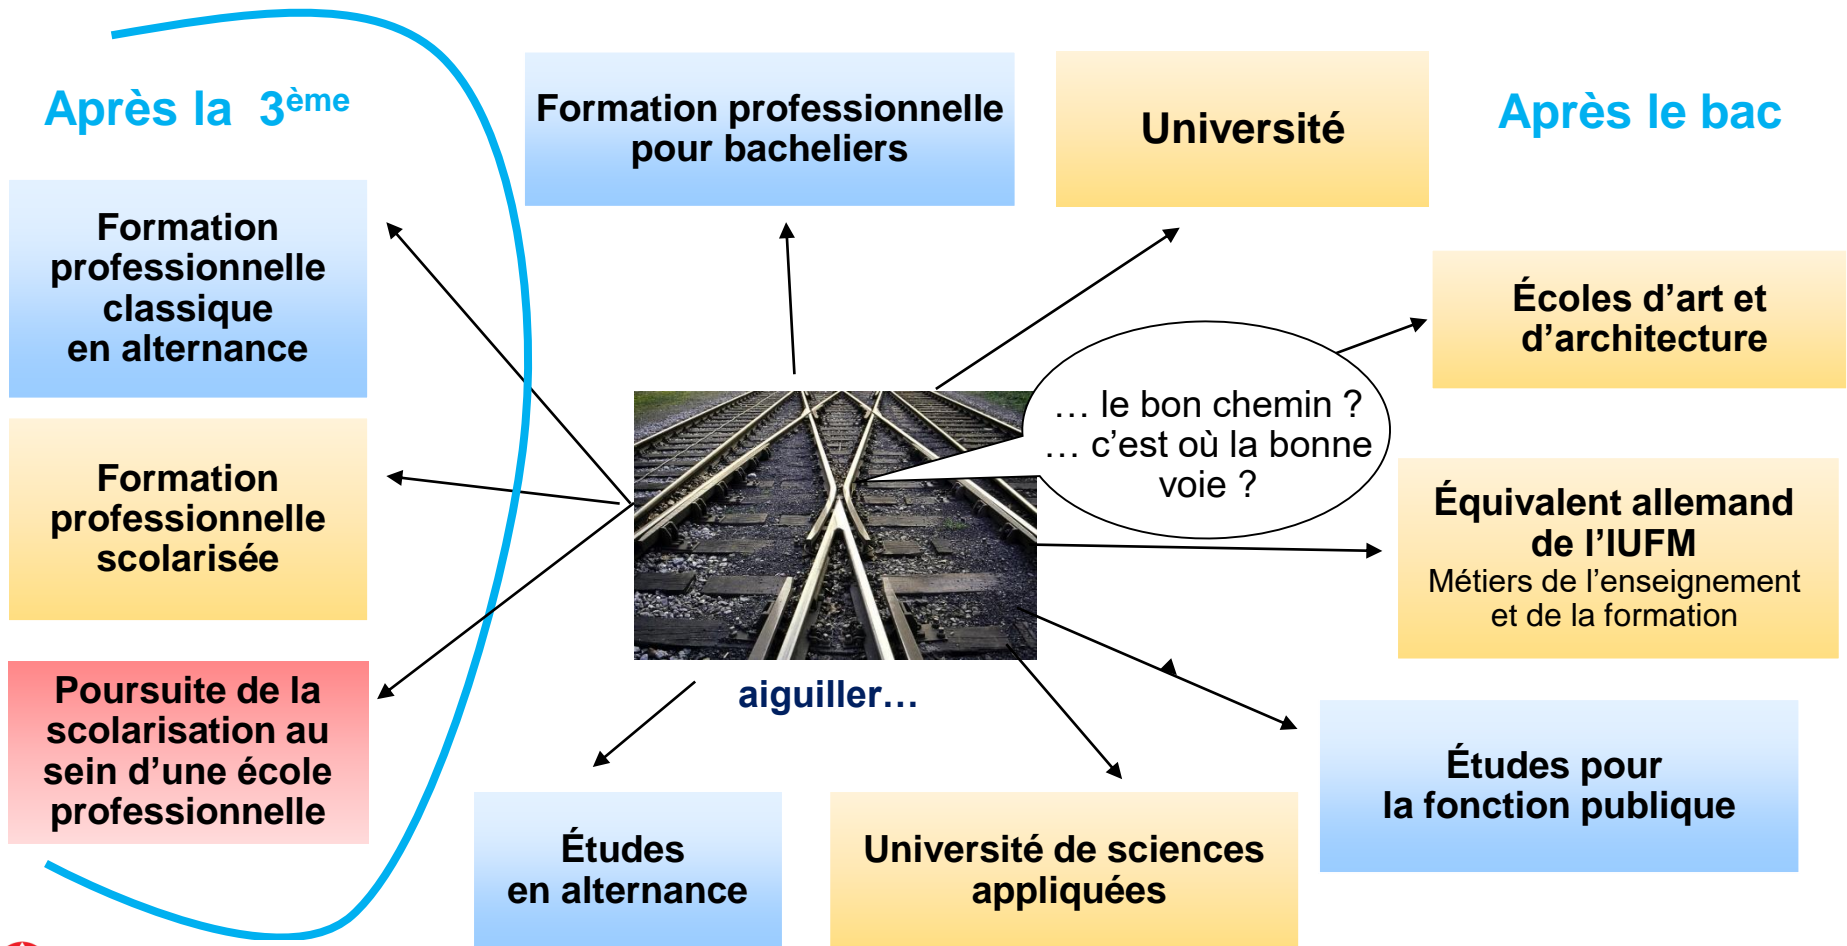 Après la 3ème
Formation
professionnelle
classique
en alternance
Formation
professionnelle
scolarisée
Poursuite de la
scolarisation au
sein d’une école
professionnelle
Formation professionnelle
pour bacheliers
Université
Après le bac
Écoles d’art et
d’architecture
… le bon chemin ?
… c’est où la bonne
voie ?
Équivalent allemand
de l’IUFM
Métiers de l’enseignement
et de la formation
aiguiller…
Études pour
la fonction publique
Études
en alternance
Université de sciences
appliquées